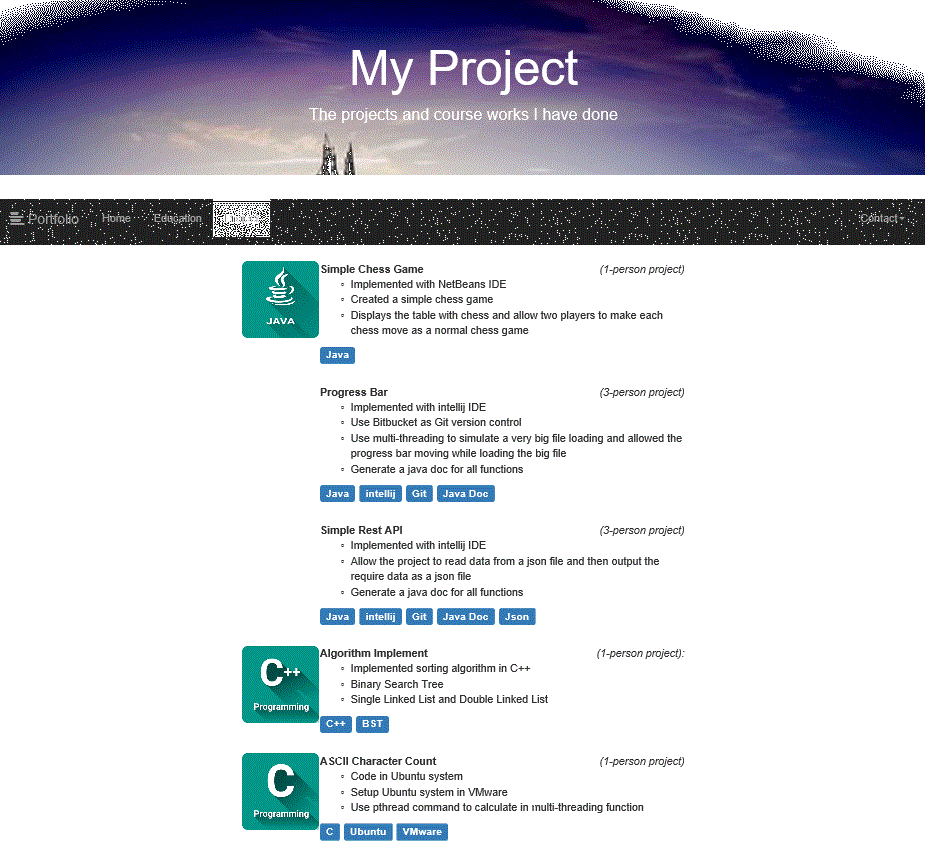 My Project
The projects and course works I have done
Portfolio Home Education Contact
JAVA
Simple Chess Game (1-person project)
Implemented with NetBeans IDE
Created a simple chess game
Displays the table with chess and allow two players to make each
chess move as a normal chess game
Java
Progress Bar (3-person project)
Implemented with intellij IDE
Use Bitbucket as Git version control
Use multi-threading to simulate a very big file loading and allowed the
progress bar moving while loading the big file
Generate a java doc for all functions
Java intellij Git Java Doc
Simple Rest API (3-person project)
Implemented with intellij IDE
Allow the project to read data from a json file and then output the
require data as a json file
Generate a java doc for all functions
Java intellij Git Java Doc Json
C++
Programming
Algorithm Implement (1-person project):
Implemented sorting algorithm in C++
Binary Search Tree
Single Linked List and Double Linked List
C++ BST
C
Programming
ASCII Character Count (1-person project)
Code in Ubuntu system
Setup Ubuntu system in VMware
Use pthread command to calculate in multi-threading function
C Ubuntu VMware